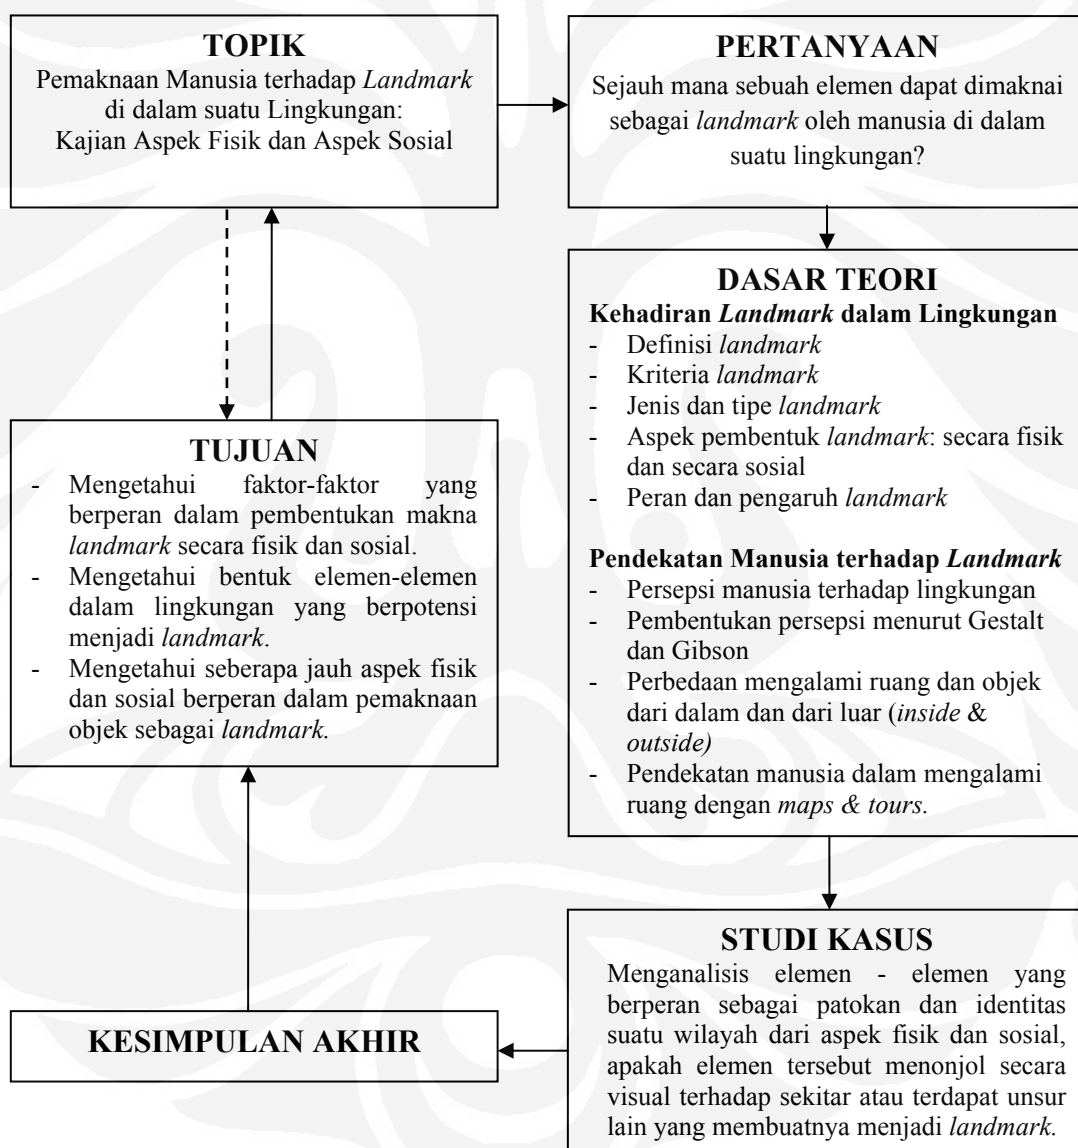 TOPIK
Pemaknaan Manusia terhadap Landmark
di dalam suatu Lingkungan:
Kajian Aspek Fisik dan Aspek Sosial
PERTANYAAN
Sejauh mana sebuah elemen dapat dimaknai
sebagai landmark oleh manusia di dalam
suatu lingkungan?
DASAR TEORI
Kehadiran Landmark dalam Lingkungan
- Definisi landmark
- Kriteria landmark
- Jenis dan tipe landmark
- Aspek pembentuk landmark: secara fisik
dan secara sosial
- Peran dan pengaruh landmark
Pendekatan Manusia terhadap Landmark
- Persepsi manusia terhadap lingkungan
- Pembentukan persepsi menurut Gestalt
dan Gibson
- Perbedaan mengalami ruang dan objek
dari dalam dan dari luar (inside &
outside)
- Pendekatan manusia dalam mengalami
ruang dengan maps & tours.
TUJUAN
- Mengetahui faktor-faktor yang
berperan dalam pembentukan makna
landmark secara fisik dan sosial.
- Mengetahui bentuk elemen-elemen
dalam lingkungan yang berpotensi
menjadi landmark.
- Mengetahui seberapa jauh aspek fisik
dan sosial berperan dalam pemaknaan
objek sebagai landmark.
STUDI KASUS
Menganalisis elemen - elemen yang
berperan sebagai patokan dan identitas
suatu wilayah dari aspek fisik dan sosial,
apakah elemen tersebut menonjol secara
visual terhadap sekitar atau terdapat unsur
lain yang membuatnya menjadi landmark.
KESIMPULAN AKHIR